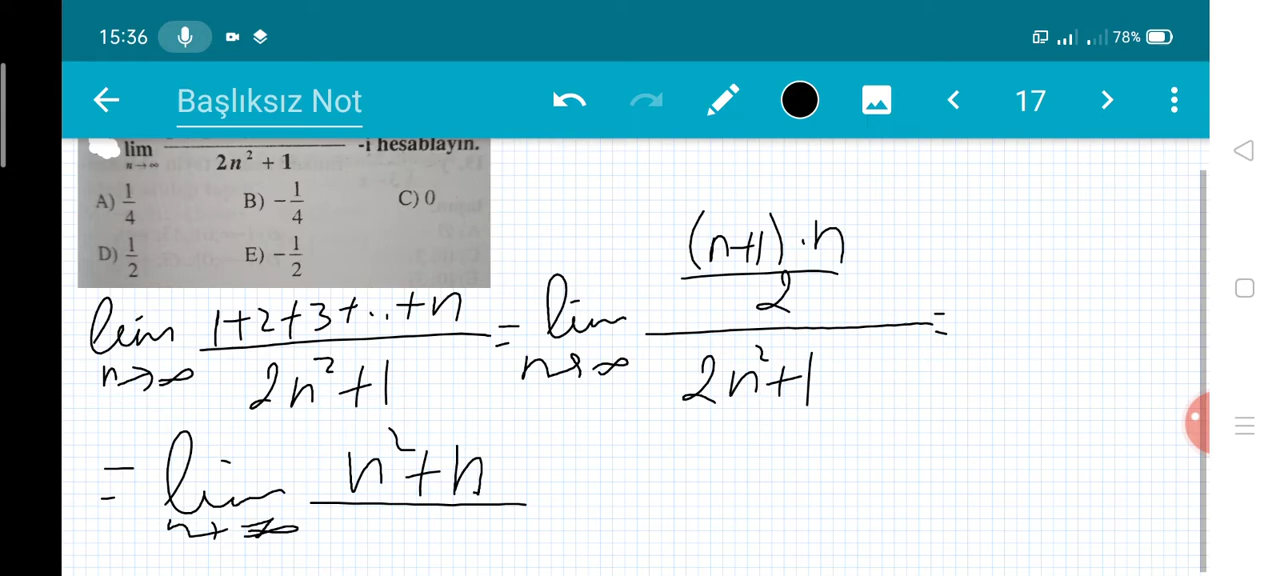 15:36 78%
Başlıksız Not 17
lim n→∞ -i hesablayın.
2n² + 1
A) 1/4 B) -1/4 C) 0
D) 1/2 E) -1/2
lim n→∞ (1+2+3+..+n)/(2n²+1) = lim n→∞ ((n+1)·n/2)/(2n²+1) =
= lim n→∞ n²+n